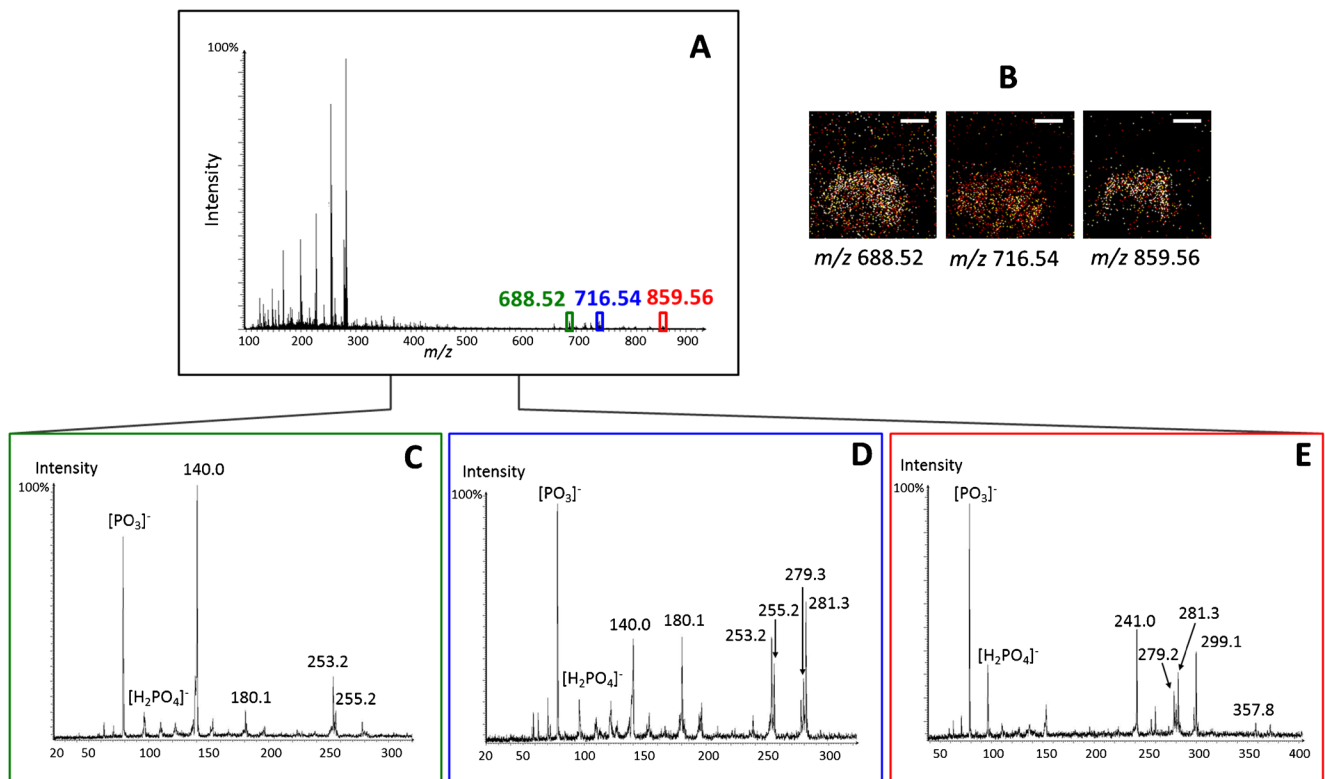 A
100%
Intensity
688.52 716.54 859.56
100 200 300 400 500 600 700 800 900
m/z
B
m/z 688.52 m/z 716.54 m/z 859.56
C
Intensity
100%
140.0
[PO₃]⁻
[H₂PO₄]⁻
180.1
253.2
255.2
20 50 100 150 200 250 300
D
Intensity
100%
[PO₃]⁻
[H₂PO₄]⁻
140.0
180.1
253.2
255.2
279.3
281.3
20 50 100 150 200 250 300
E
Intensity
100%
[PO₃]⁻
[H₂PO₄]⁻
241.0
279.2
281.3
299.1
357.8
50 100 150 200 250 300 350 400